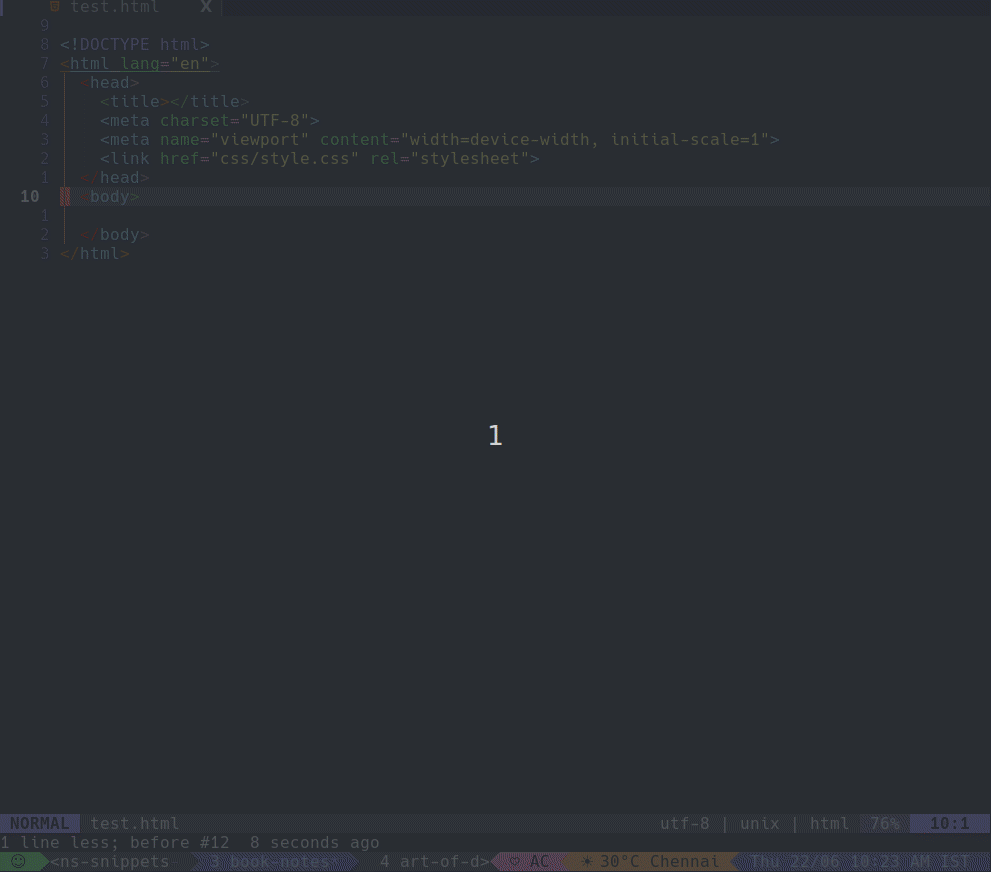 test.html X
9
8 <!DOCTYPE html>
7 <html lang="en">
6 <head>
5 <title></title>
4 <meta charset="UTF-8">
3 <meta name="viewport" content="width=device-width, initial-scale=1">
2 <link href="css/style.css" rel="stylesheet">
1 </head>
10 <body>
1
2 </body>
3 </html>
1
NORMAL test.html utf-8 | unix | html 76% 10:1
1 line less; before #12 8 seconds ago
<ns-snippets 3 book-notes* 4 art-of-d> ♡ AC ☀ 30°C Chennai Thu 22/06 10:23 AM IST